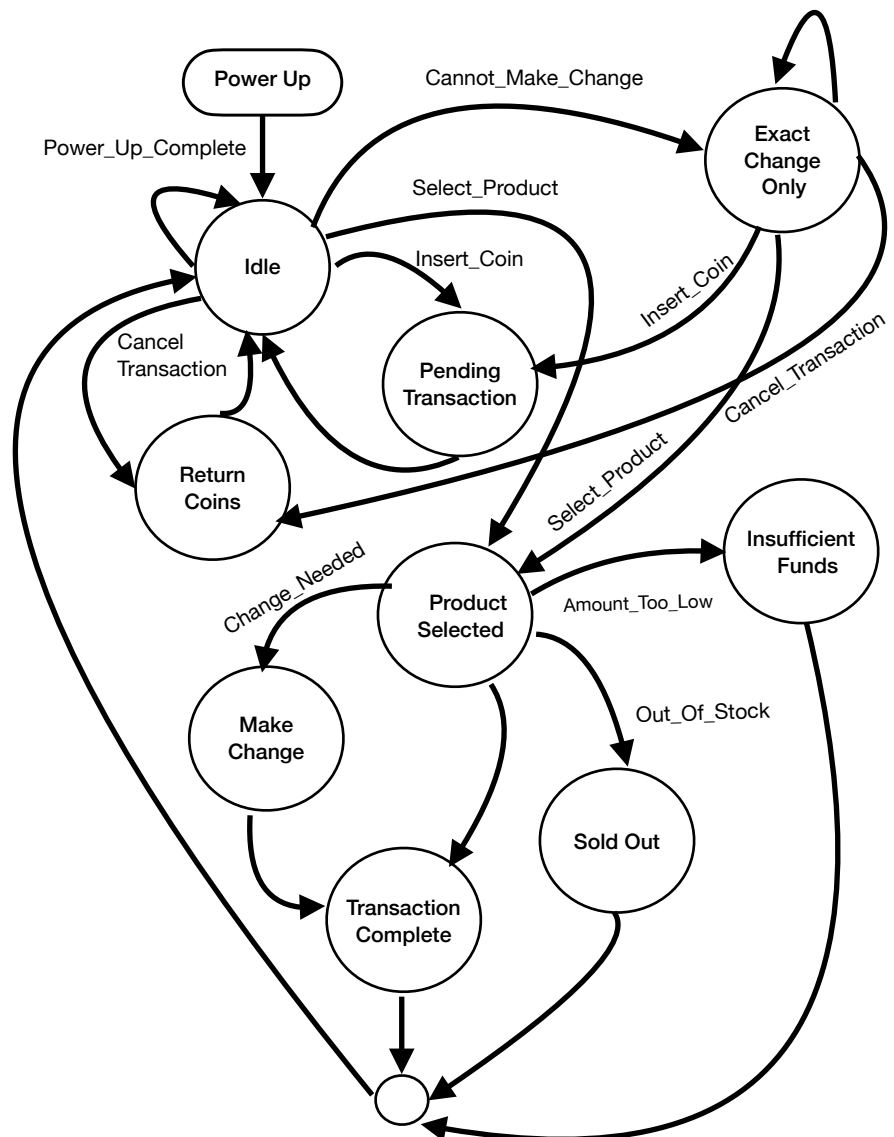 Power Up
Cannot_Make_Change
Exact
Change
Only
Power_Up_Complete
Select_Product
Idle
Insert_Coin
Insert_Coin
Cancel
Transaction
Pending
Transaction
Cancel_Transaction
Return
Coins
Select_Product
Insufficient
Funds
Change_Needed
Product
Selected
Amount_Too_Low
Make
Change
Out_Of_Stock
Sold Out
Transaction
Complete